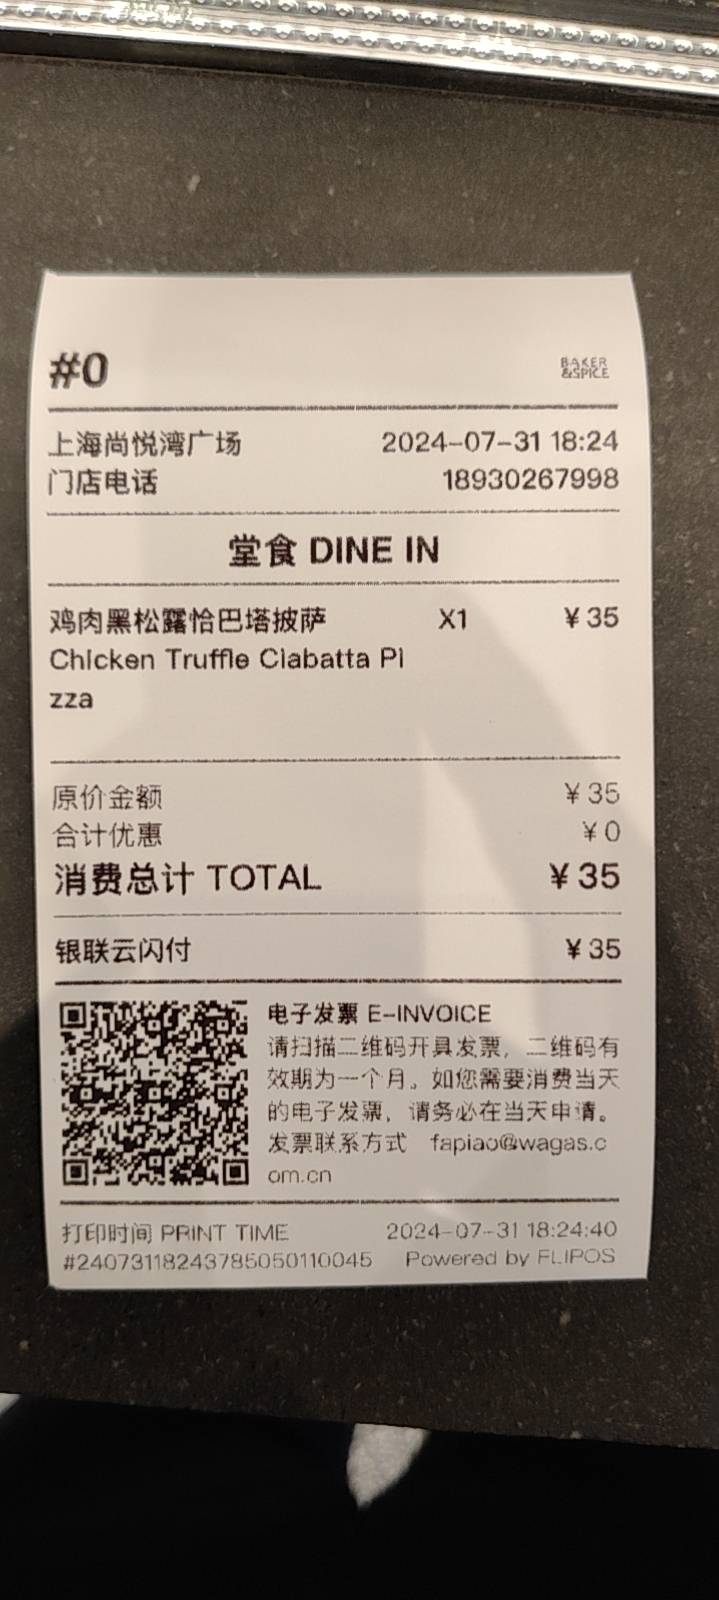 #0
BAKER
&SPICE
上海尚悦湾广场 2024-07-31 18:24
门店电话 18930267998
堂食 DINE IN
鸡肉黑松露恰巴塔披萨 X1 ¥35
Chicken Truffle Ciabatta Pi
zza
原价金额 ¥35
合计优惠 ¥0
消费总计 TOTAL ¥35
银联云闪付 ¥35
电子发票 E-INVOICE
请扫描二维码开具发票，二维码有
效期为一个月。如您需要消费当天
的电子发票，请务必在当天申请。
发票联系方式 fapiao@wagas.c
om.cn
打印时间 PRINT TIME 2024-07-31 18:24:40
#240731182437850501​10045 Powered by FLIPOS